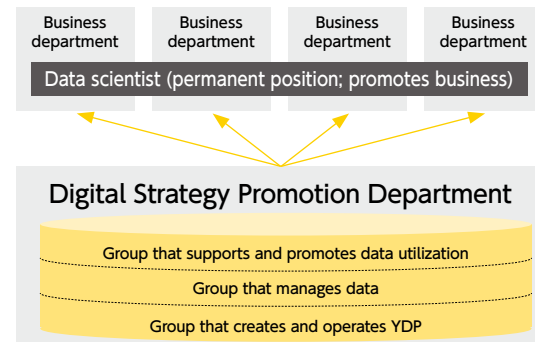 Business
department
Business
department
Business
department
Business
department
Data scientist (permanent position; promotes business)
Digital Strategy Promotion Department
Group that supports and promotes data utilization
Group that manages data
Group that creates and operates YDP